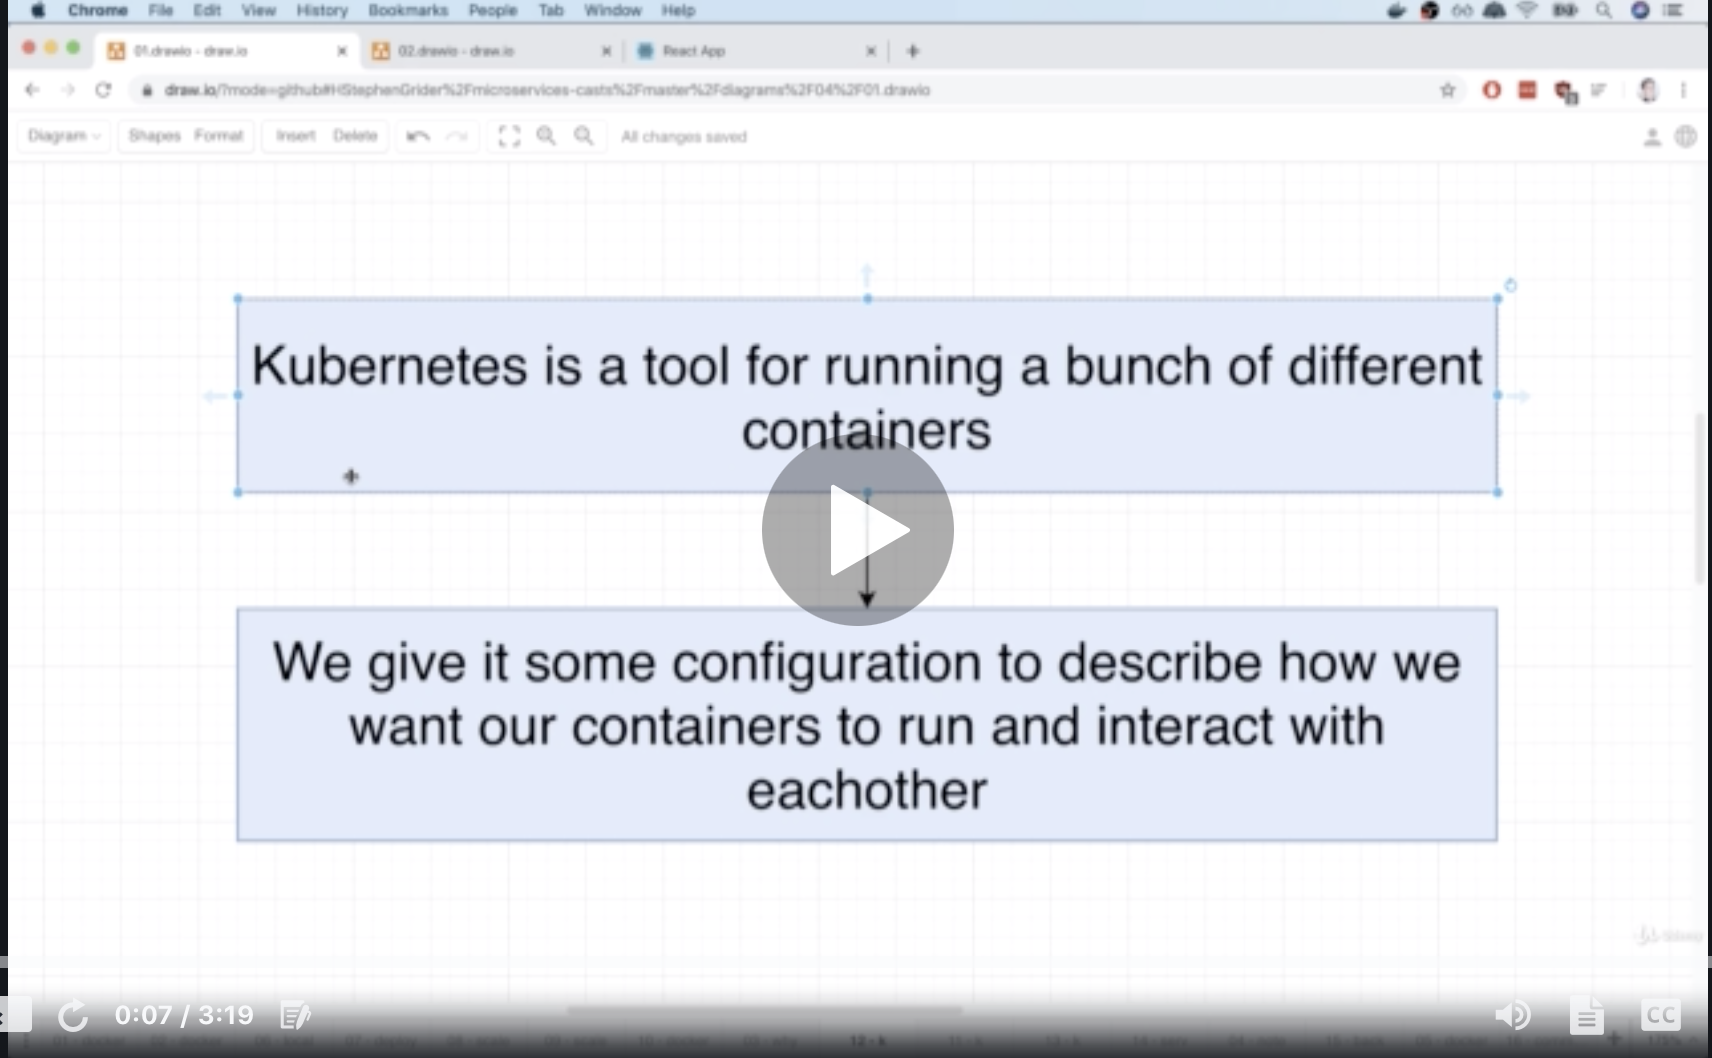 Chrome File Edit View History Bookmarks People Tab Window Help
01.drawio - draw.io
02.drawio - draw.io
React App
draw.io/?mode=github#HStephenGrider%2Fmicroservices-casts%2Fmaster%2Fdiagrams%2F04%2F01.drawio
Diagram Shapes Format Insert Delete All changes saved
Kubernetes is a tool for running a bunch of different
containers
We give it some configuration to describe how we
want our containers to run and interact with
eachother
0:07 / 3:19
CC